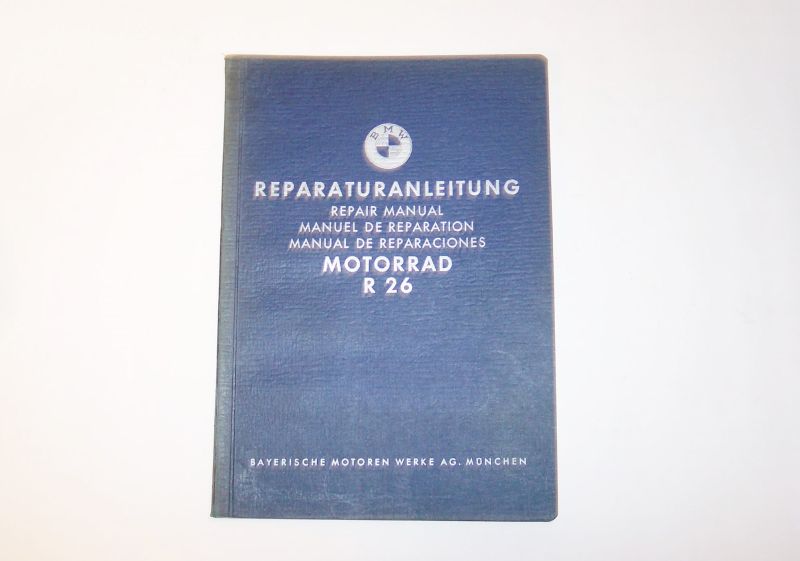 BMW
REPARATURANLEITUNG
REPAIR MANUAL
MANUEL DE REPARATION
MANUAL DE REPARACIONES
MOTORRAD
R 26
BAYERISCHE MOTOREN WERKE AG. MÜNCHEN